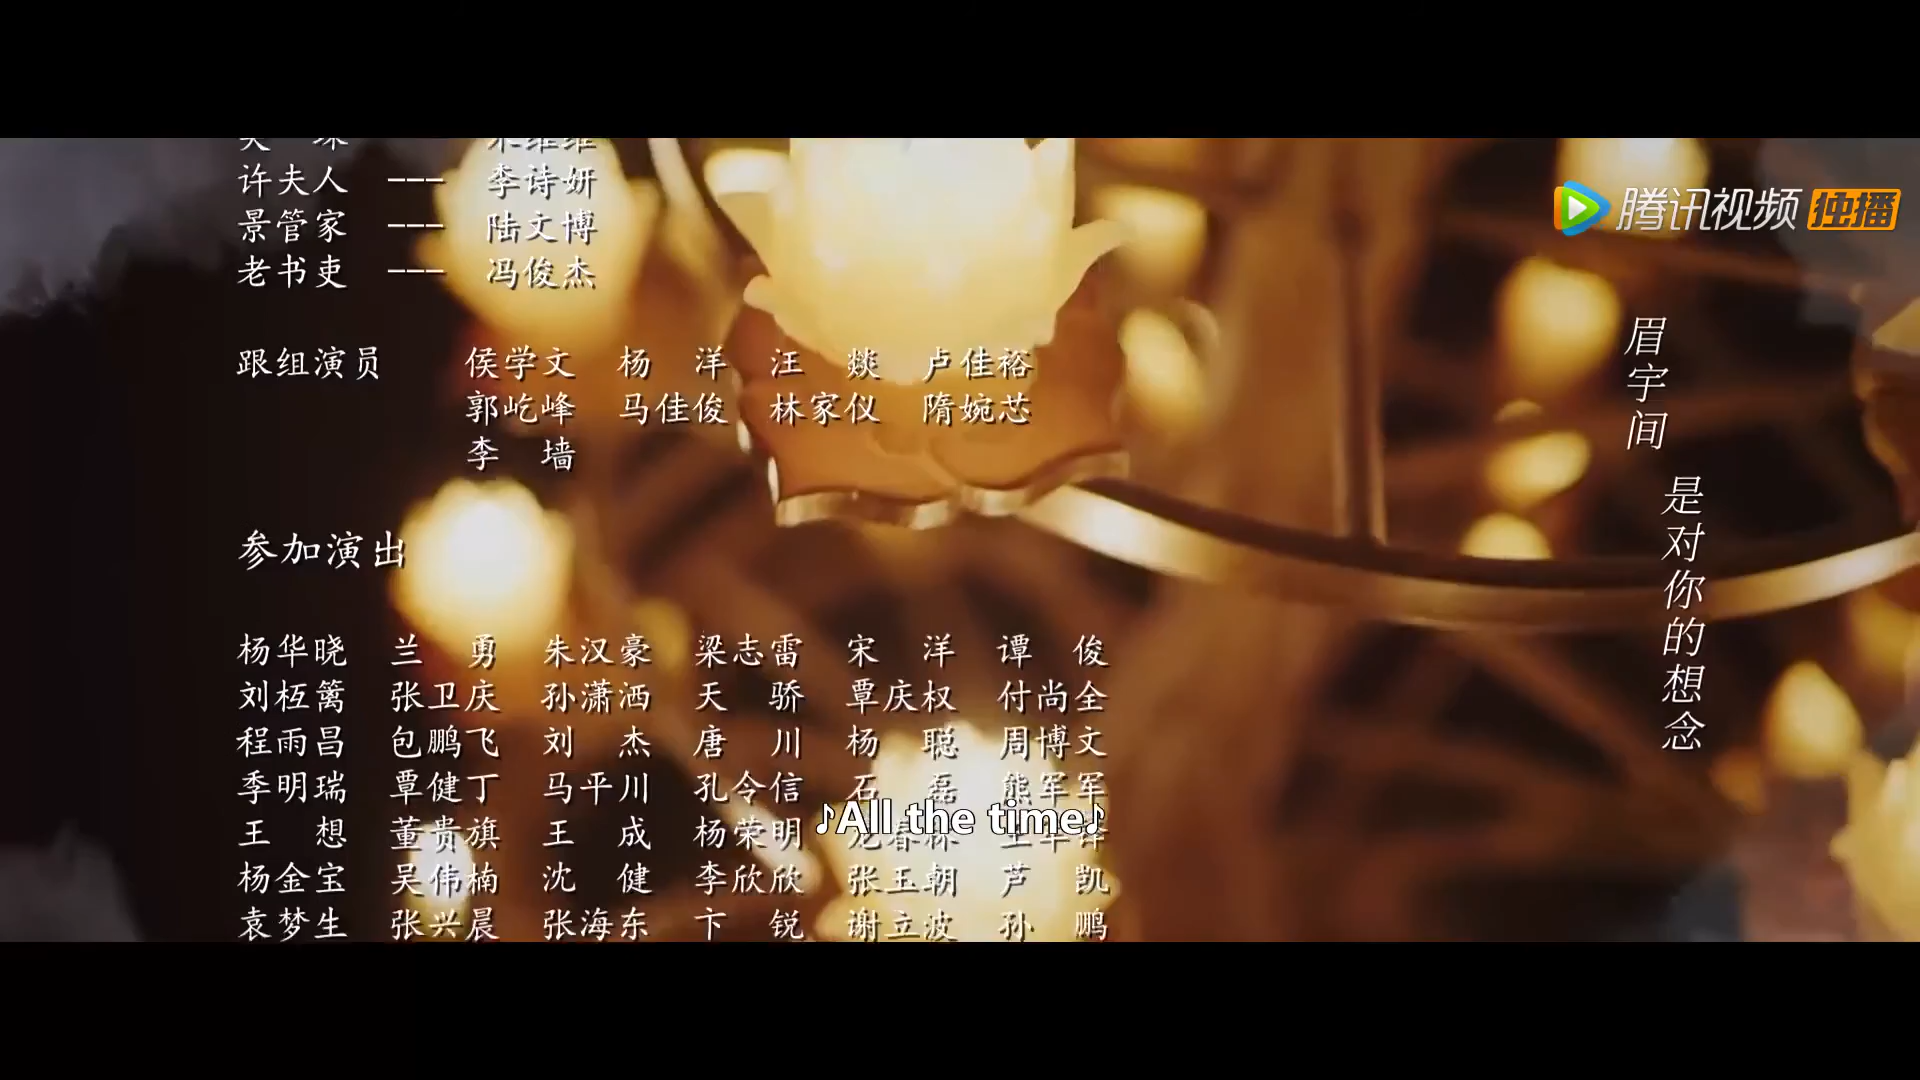 许夫人 --- 李诗妍
景管家 --- 陆文博
老书吏 --- 冯俊杰
跟组演员 侯学文 杨洋 汪燚 卢佳裕
郭屹峰 马佳俊 林家仪 隋婉芯
李墙
参加演出
杨华晓 兰勇 朱汉豪 梁志雷 宋洋 谭俊
刘枑篱 张卫庆 孙潇洒 天骄 覃庆权 付尚全
程雨昌 包鹏飞 刘杰 唐川 杨聪 周博文
季明瑞 覃健丁 马平川 孔令信 石磊 熊军军
王想 董贵旗 王成 杨荣明
杨金宝 吴伟楠 沈健 李欣欣 张玉朝 芦凯
袁梦生 张兴晨 张海东 卞锐 谢立波 孙鹏
♪All the time♪
腾讯视频 独播
眉宇间
是对你的想念